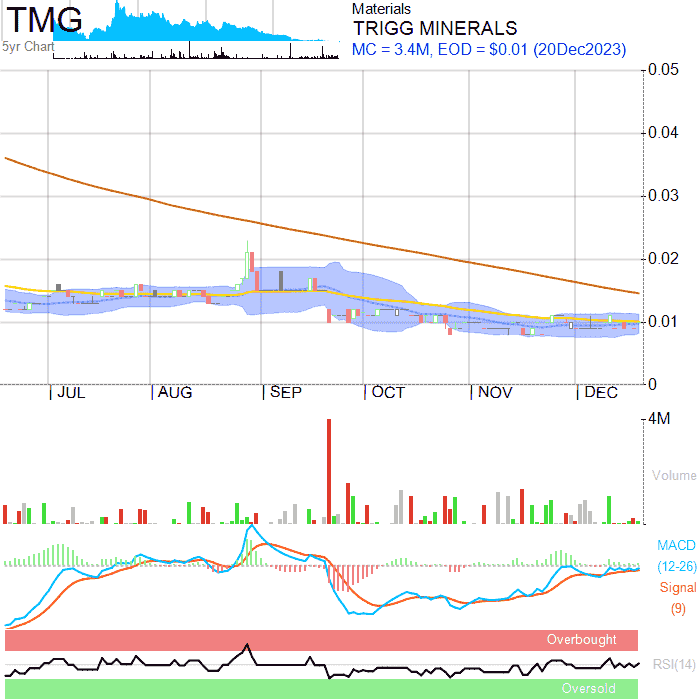 TMG
5yr Chart
Materials
TRIGG MINERALS
MC = 3.4M, EOD = $0.01 (20Dec2023)
0.05
0.04
0.03
0.02
0.01
0
JUL AUG SEP OCT NOV DEC
4M
Volume
MACD
(12-26)
Signal
(9)
Overbought
RSI(14)
Oversold